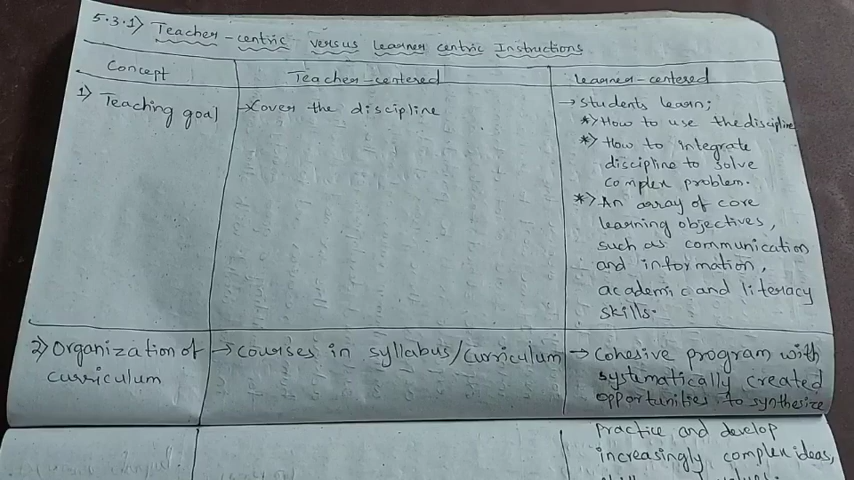 5.3.1) Teacher-centric versus learner centric Instructions
Concept
Teacher-centered
learner-centered
1) Teaching goal
→ Cover the discipline
→ Students learn;
*) How to use the discipline
*) How to integrate
discipline to solve
complex problem.
*) An array of core
learning objectives,
such as communication
and information,
academic and literacy
skills.
2) Organization of
curriculum
→ Courses in syllabus/curriculum
→ Cohesive program with
systematically created
opportunities to synthesize
practice and develop
increasingly complex ideas,